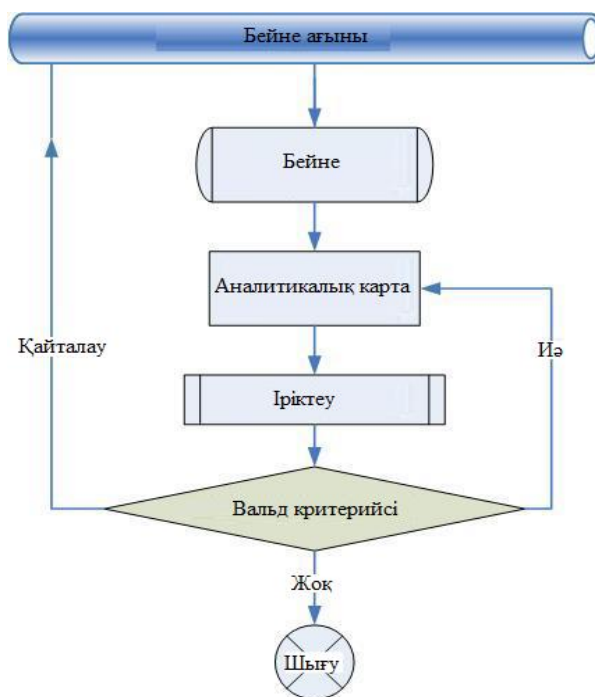 Бейне ағыны
Бейне
Аналитикалық карта
Қайталау
Иә
Іріктеу
Вальд критерийсі
Жоқ
Шығу